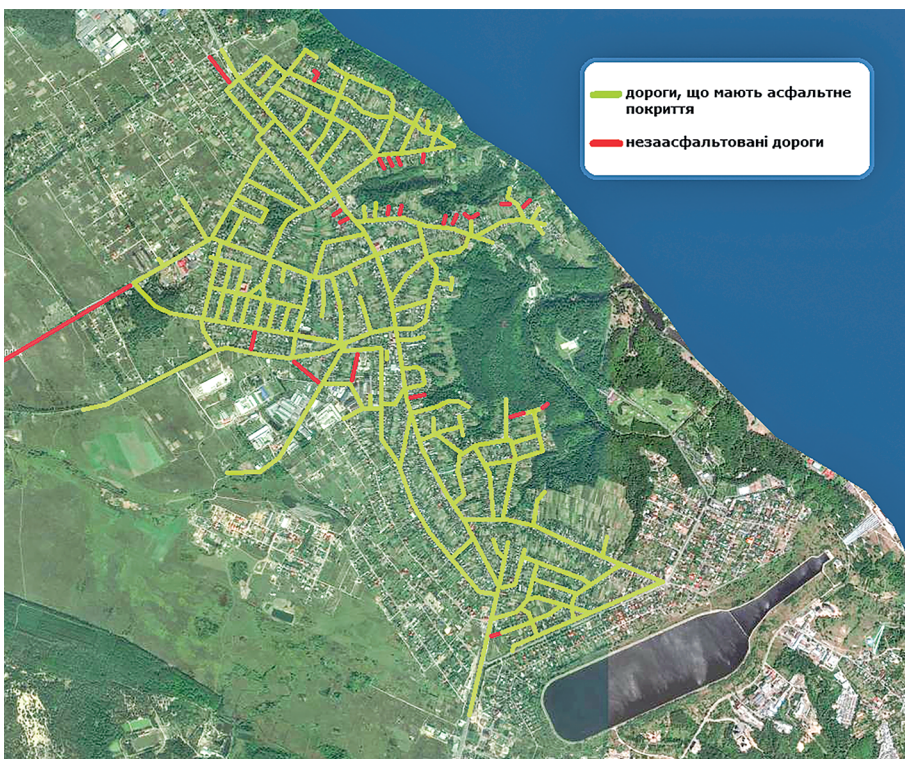 дороги, що мають асфальтне
покриття
незаасфальтовані дороги